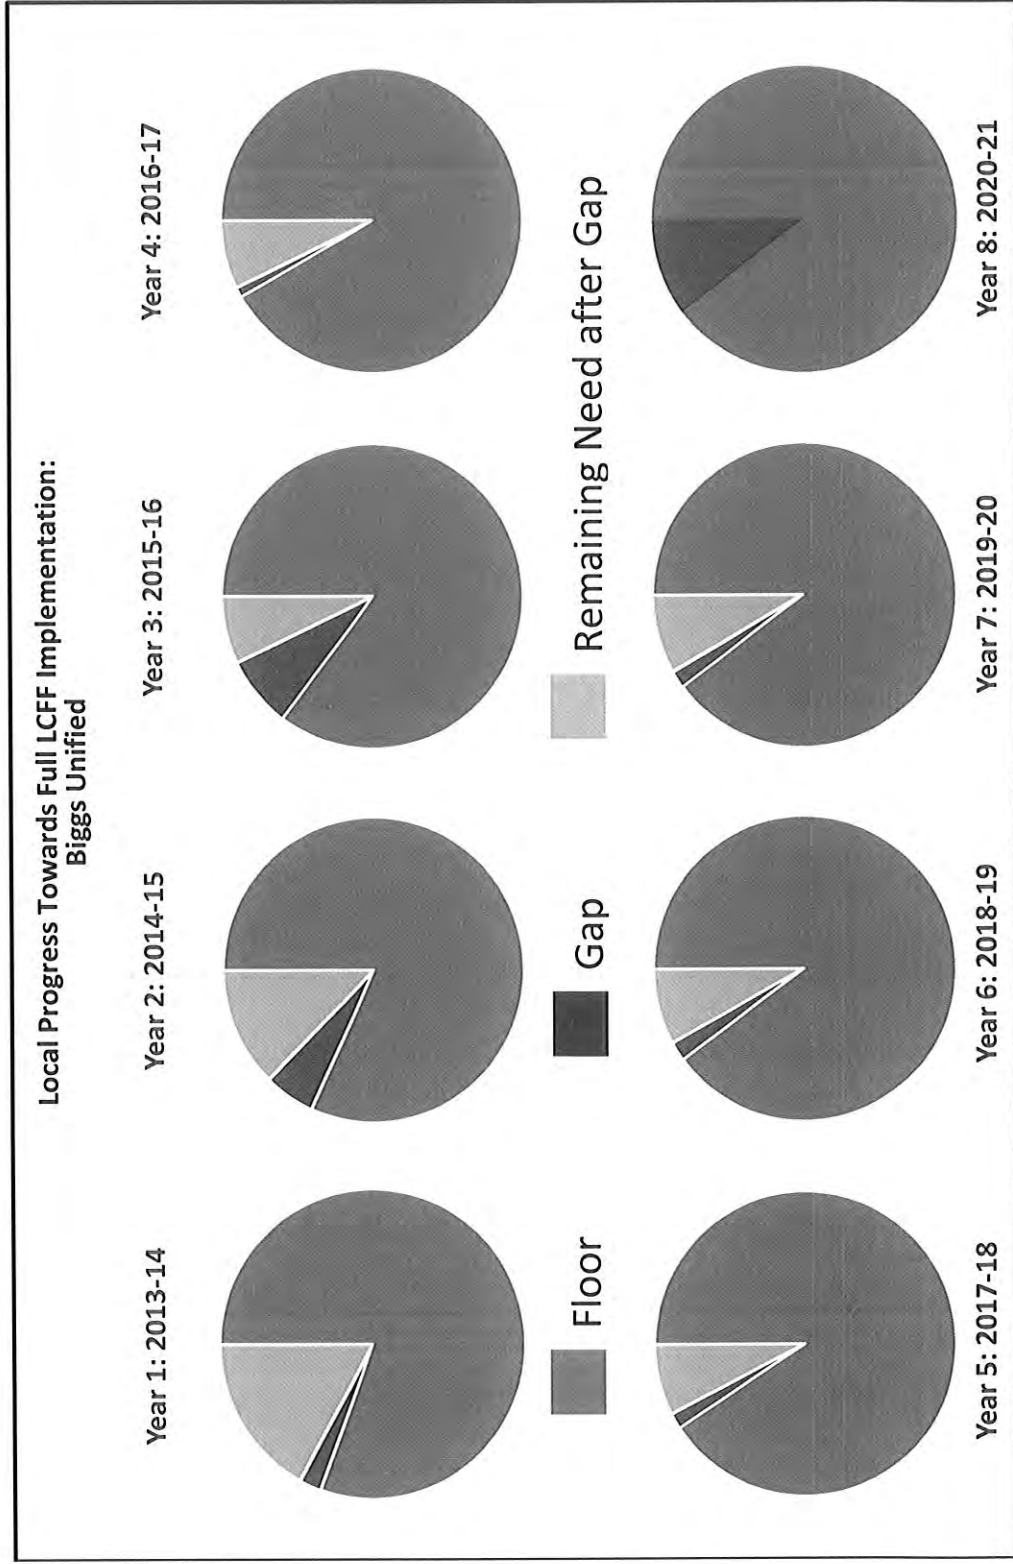 Local Progress Towards Full LCFF Implementation:
Biggs Unified
Year 1: 2013-14
Year 2: 2014-15
Year 3: 2015-16
Year 4: 2016-17
Floor
Gap
Remaining Need after Gap
Year 5: 2017-18
Year 6: 2018-19
Year 7: 2019-20
Year 8: 2020-21